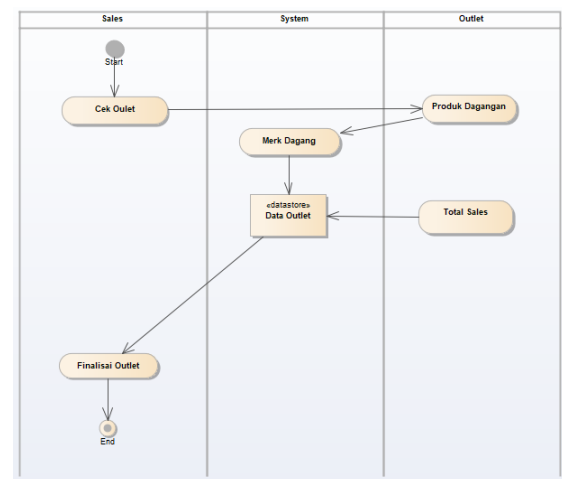 Sales
System
Outlet
Start
Cek Oulet
Produk Dagangan
Merk Dagang
«datastore»
Data Outlet
Total Sales
Finalisai Outlet
End